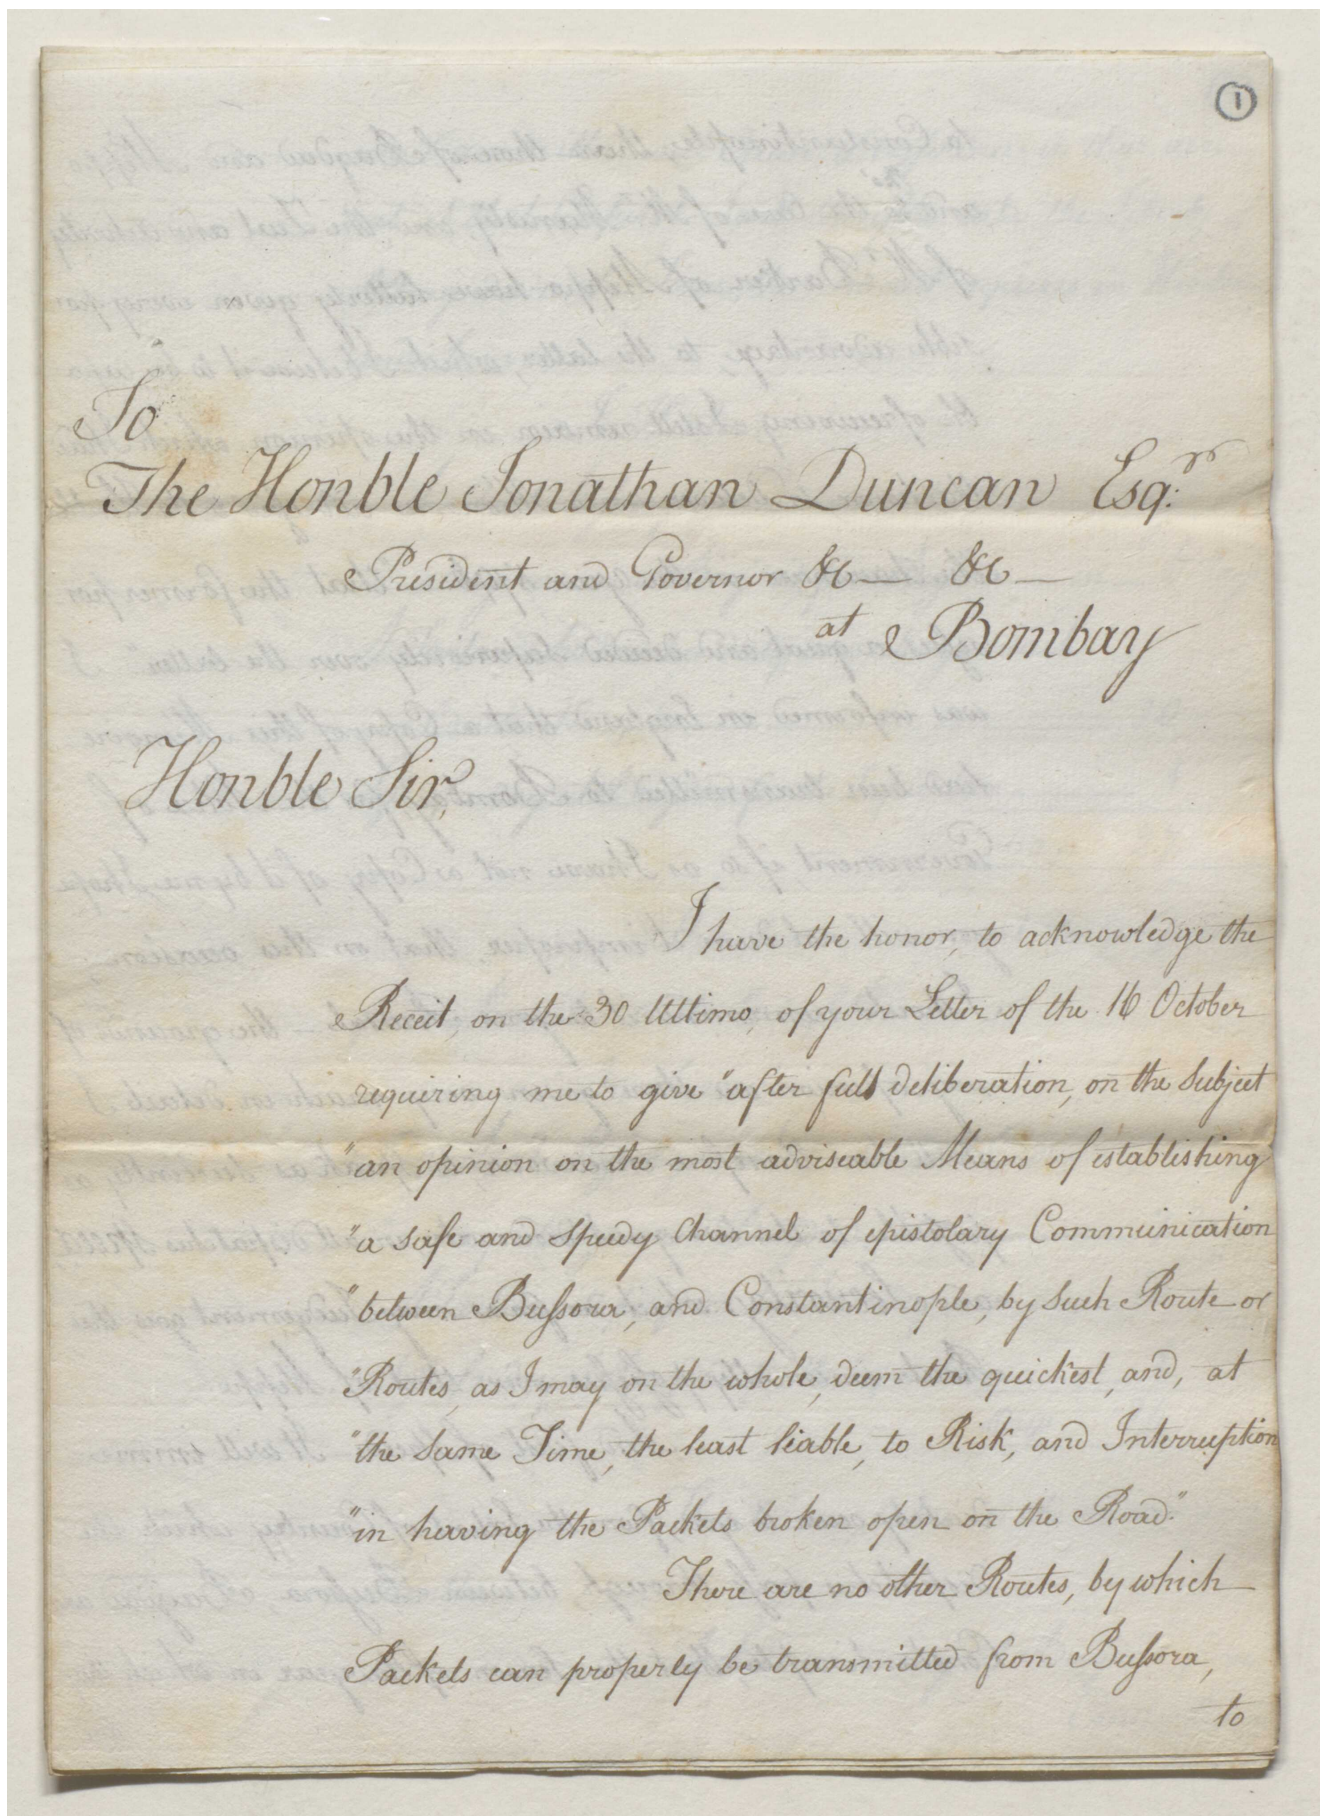 1
To
The Honble Jonathan Duncan Esqr.
President and Governor &c — &c —
at Bombay
Honble Sir,
I have the honor, to acknowledge the
Receit, on the 30 Ultimo, of your Letter of the 16 October
requiring me to give "after full deliberation, on the Subject
"an opinion on the most adviseable Means of establishing
"a safe and speedy Channel of epistolary Communication
"between Bussora, and Constantinople, by such Route or
"Routes, as I may on the whole, deem the quickest, and, at
"the same Time, the least liable, to Risk, and Interruption
"in having the Packets broken open on the Road."
There are no other Routes, by which
Packets can properly be transmitted from Bussora,
to